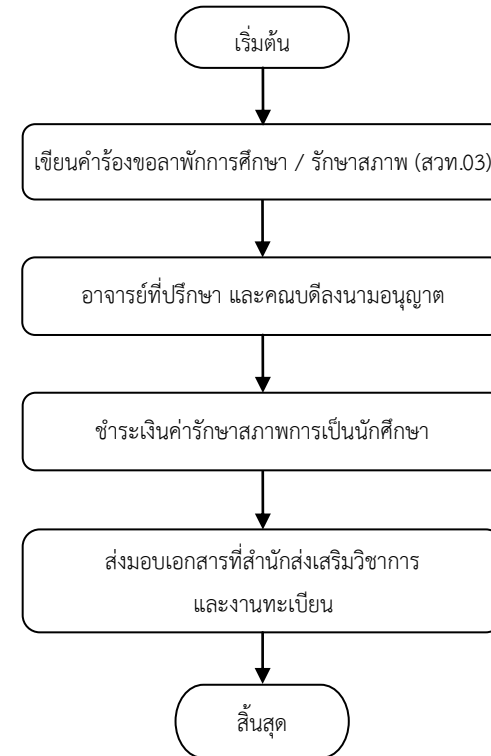 เริ่มต้น
เขียนคำร้องขอลาพักการศึกษา / รักษาสภาพ (สวท.03)
อาจารย์ที่ปรึกษา และคณบดีลงนามอนุญาต
ชำระเงินค่ารักษาสภาพการเป็นนักศึกษา
ส่งมอบเอกสารที่สำนักส่งเสริมวิชาการ
และงานทะเบียน
สิ้นสุด